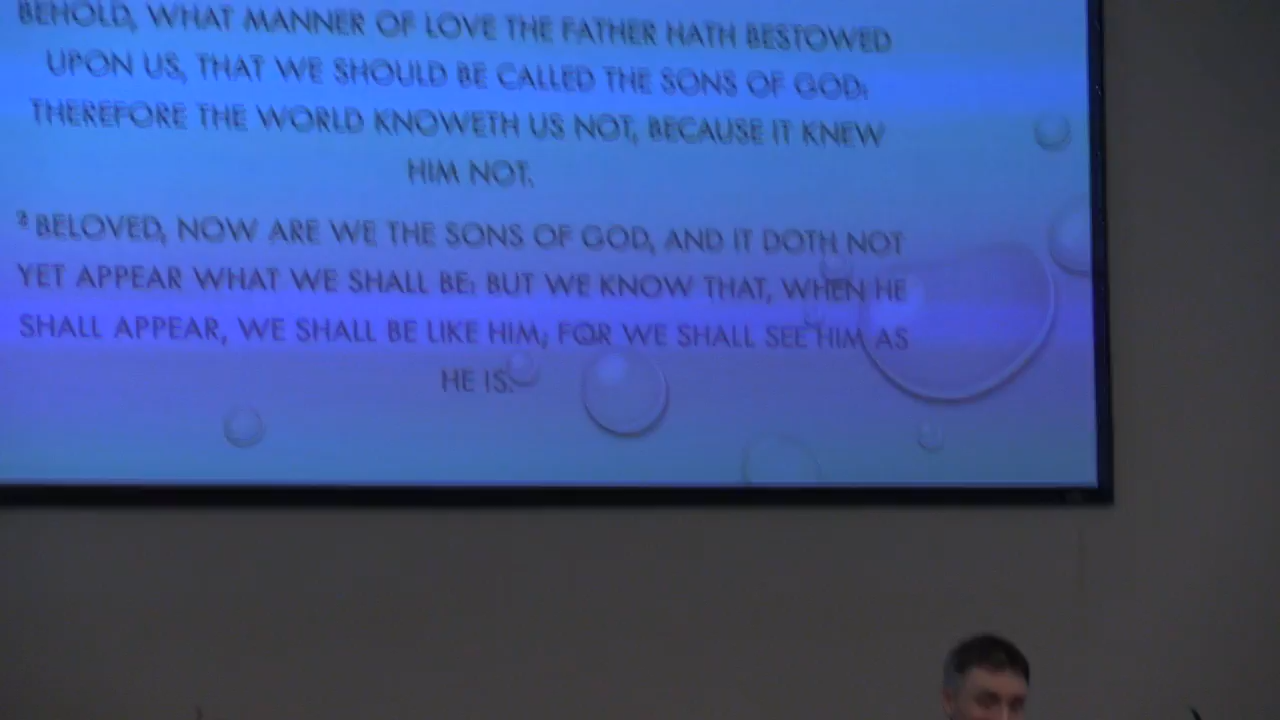 BEHOLD, WHAT MANNER OF LOVE THE FATHER HATH BESTOWED
UPON US, THAT WE SHOULD BE CALLED THE SONS OF GOD:
THEREFORE THE WORLD KNOWETH US NOT, BECAUSE IT KNEW
HIM NOT.
² BELOVED, NOW ARE WE THE SONS OF GOD, AND IT DOTH NOT
YET APPEAR WHAT WE SHALL BE: BUT WE KNOW THAT, WHEN HE
SHALL APPEAR, WE SHALL BE LIKE HIM; FOR WE SHALL SEE HIM AS
HE IS.